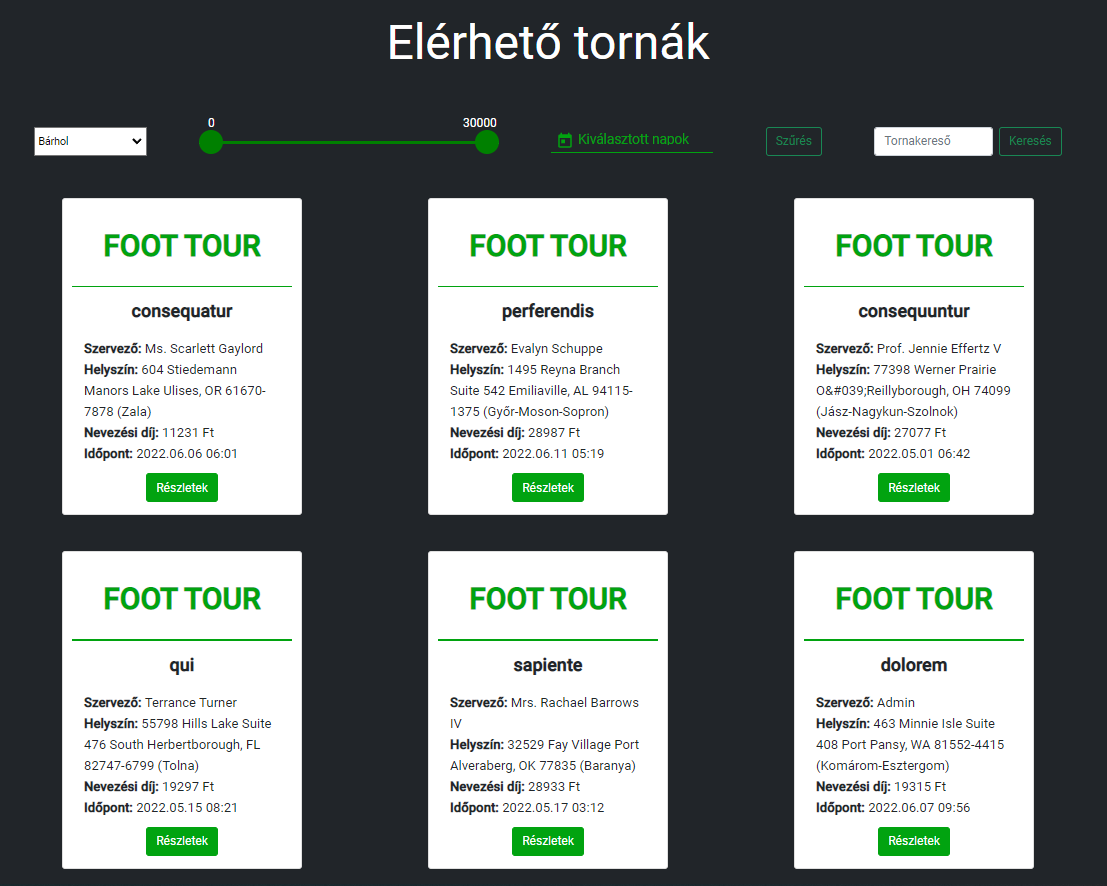 Elérhető tornák
0 30000
Bárhol
Kiválasztott napok
Szűrés
Tornakereső
Keresés
FOOT TOUR
consequatur
Szervező: Ms. Scarlett Gaylord
Helyszín: 604 Stiedemann
Manors Lake Ulises, OR 61670-
7878 (Zala)
Nevezési díj: 11231 Ft
Időpont: 2022.06.06 06:01
Részletek
FOOT TOUR
perferendis
Szervező: Evalyn Schuppe
Helyszín: 1495 Reyna Branch
Suite 542 Emiliaville, AL 94115-
1375 (Győr-Moson-Sopron)
Nevezési díj: 28987 Ft
Időpont: 2022.06.11 05:19
Részletek
FOOT TOUR
consequuntur
Szervező: Prof. Jennie Effertz V
Helyszín: 77398 Werner Prairie
O&#039;Reillyborough, OH 74099
(Jász-Nagykun-Szolnok)
Nevezési díj: 27077 Ft
Időpont: 2022.05.01 06:42
Részletek
FOOT TOUR
qui
Szervező: Terrance Turner
Helyszín: 55798 Hills Lake Suite
476 South Herbertborough, FL
82747-6799 (Tolna)
Nevezési díj: 19297 Ft
Időpont: 2022.05.15 08:21
Részletek
FOOT TOUR
sapiente
Szervező: Mrs. Rachael Barrows
IV
Helyszín: 32529 Fay Village Port
Alveraberg, OK 77835 (Baranya)
Nevezési díj: 28933 Ft
Időpont: 2022.05.17 03:12
Részletek
FOOT TOUR
dolorem
Szervező: Admin
Helyszín: 463 Minnie Isle Suite
408 Port Pansy, WA 81552-4415
(Komárom-Esztergom)
Nevezési díj: 19315 Ft
Időpont: 2022.06.07 09:56
Részletek